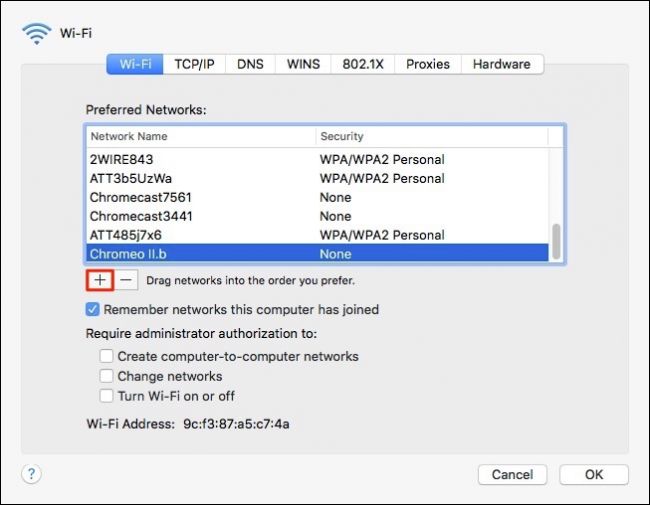 Wi-Fi
Wi-Fi TCP/IP DNS WINS 802.1X Proxies Hardware
Preferred Networks:
Network Name Security
2WIRE843 WPA/WPA2 Personal
ATT3b5UzWa WPA/WPA2 Personal
Chromecast7561 None
Chromecast3441 None
ATT485j7x6 WPA/WPA2 Personal
Chromeo II.b None
+ − Drag networks into the order you prefer.
Remember networks this computer has joined
Require administrator authorization to:
Create computer-to-computer networks
Change networks
Turn Wi-Fi on or off
Wi-Fi Address: 9c:f3:87:a5:c7:4a
? Cancel OK